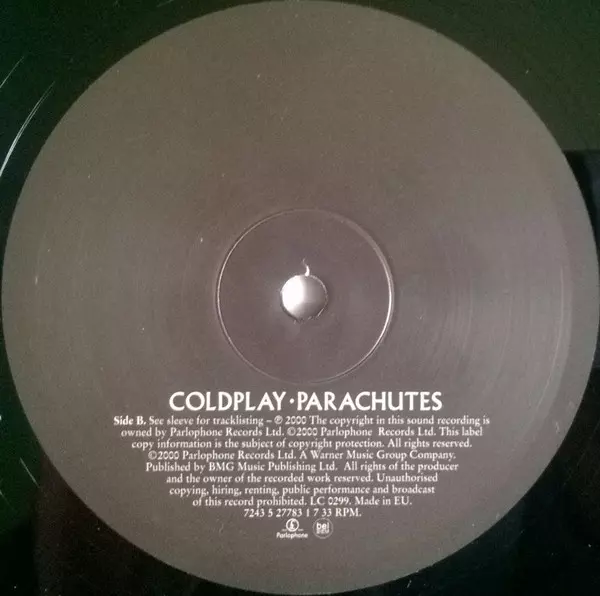 COLDPLAY · PARACHUTES
Side B. See sleeve for tracklisting – ℗ 2000 The copyright in this sound recording is
owned by Parlophone Records Ltd. ©2000 Parlophone Records Ltd. This label
copy information is the subject of copyright protection. All rights reserved.
©2000 Parlophone Records Ltd. A Warner Music Group Company.
Published by BMG Music Publishing Ltd. All rights of the producer
and the owner of the recorded work reserved. Unauthorised
copying, hiring, renting, public performance and broadcast
of this record prohibited. LC 0299. Made in EU.
7243 5 27783 1 7 33 RPM.
Parlophone